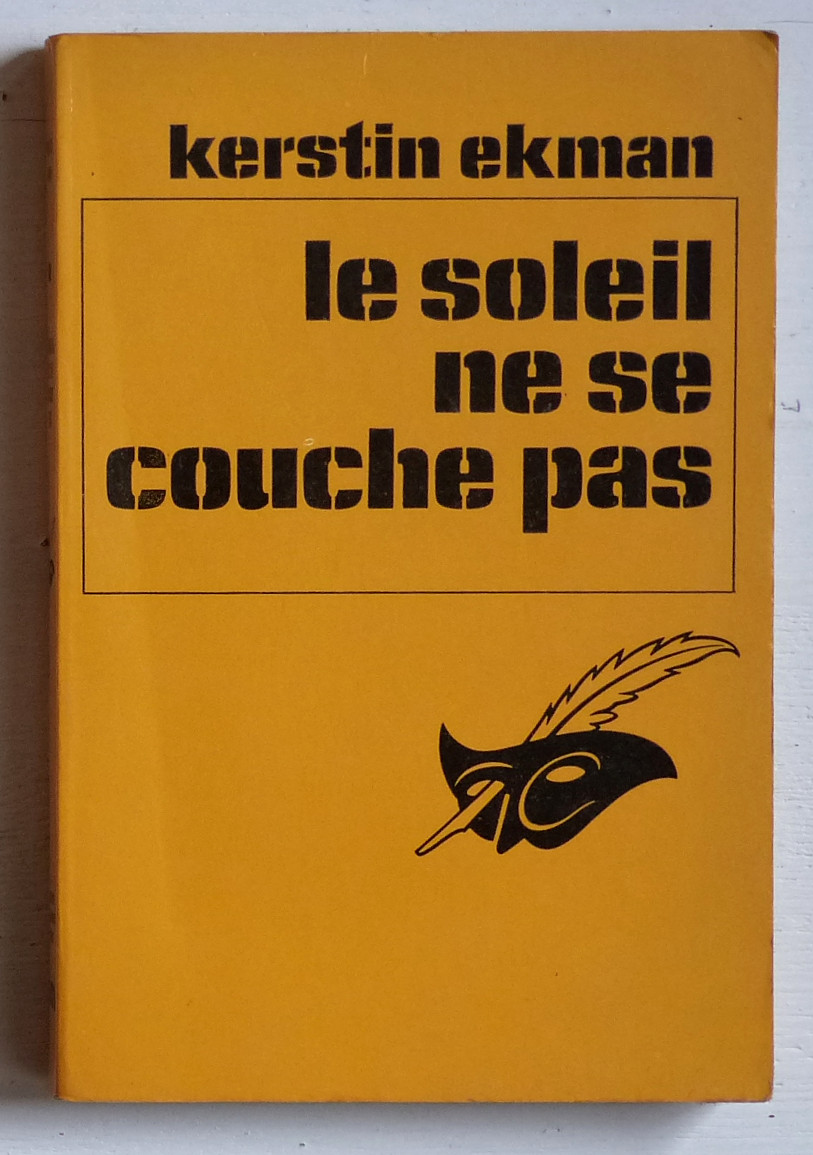 kerstin ekman
le soleil
ne se
couche pas